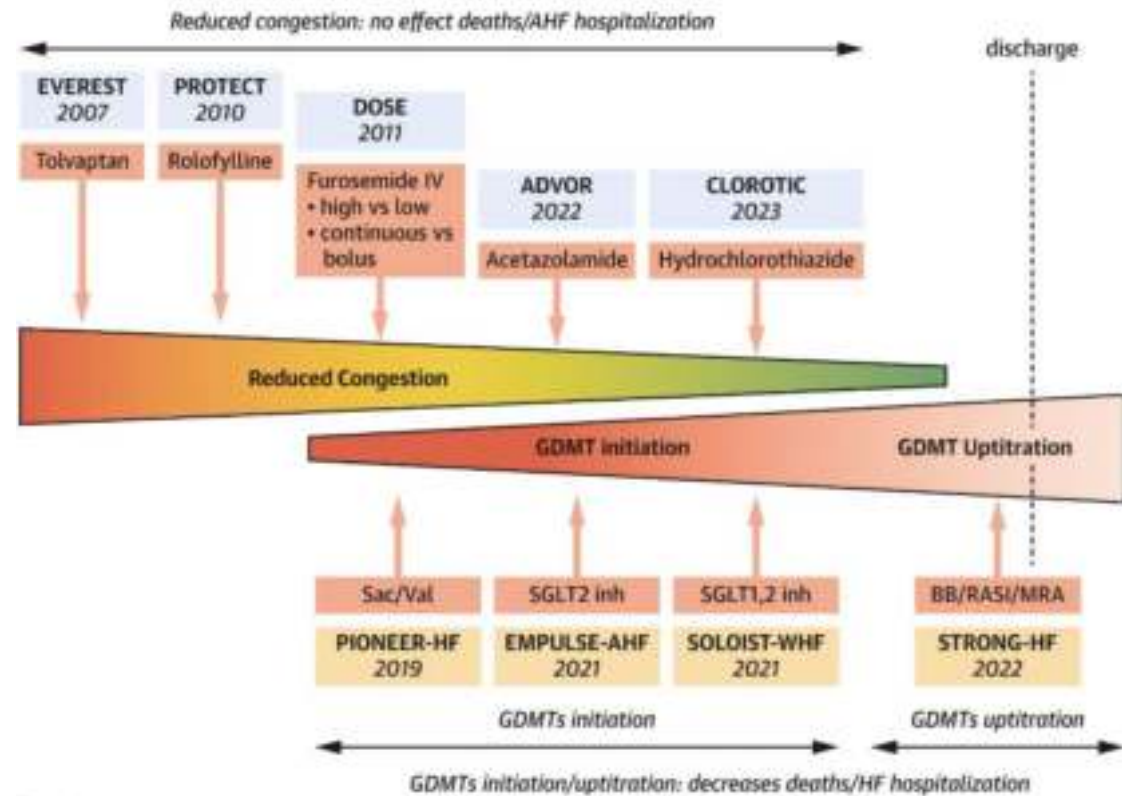 Reduced congestion: no effect deaths/AHF hospitalization
discharge
EVEREST
2007
PROTECT
2010
DOSE
2011
Tolvaptan
Rolofylline
Furosemide IV
• high vs low
• continuous vs
bolus
ADVOR
2022
CLOROTIC
2023
Acetazolamide
Hydrochlorothiazide
Reduced Congestion
GDMT initiation
GDMT Uptitration
Sac/Val
SGLT2 inh
SGLT1,2 inh
BB/RASI/MRA
PIONEER-HF
2019
EMPULSE-AHF
2021
SOLOIST-WHF
2021
STRONG-HF
2022
GDMTs initiation
GDMTs uptitration
GDMTs initiation/uptitration: decreases deaths/HF hospitalization